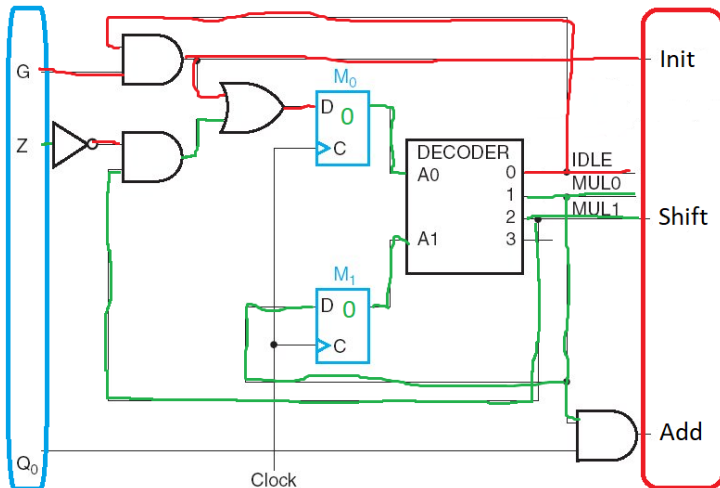 G
Z
Q0
M0
D 0
C
DECODER
A0
A1
0
1
2
3
IDLE
MUL0
MUL1
M1
D 0
C
Clock
Init
Shift
Add